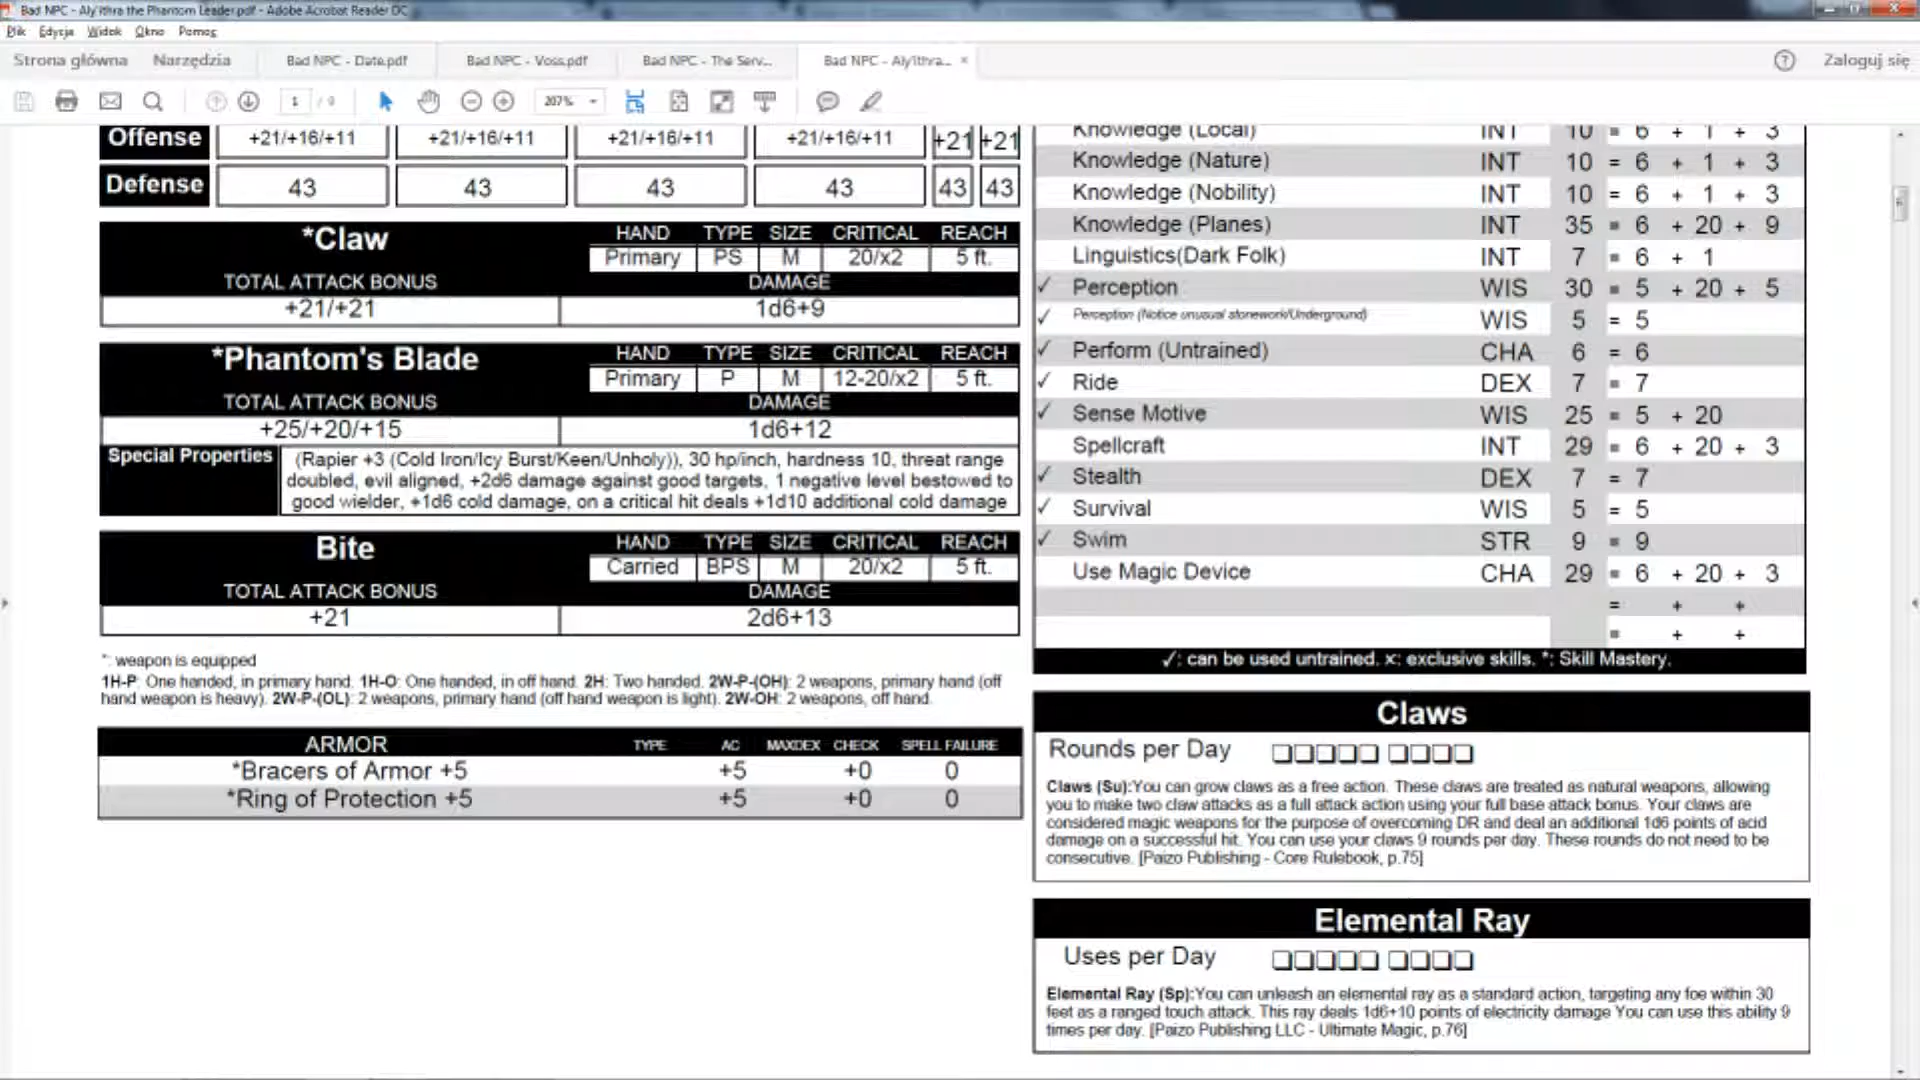 Bad NPC - Aly'ithra the Phantom Leader.pdf - Adobe Acrobat Reader DC
Plik Edycja Widok Okno Pomoc
Strona główna Narzędzia Bad NPC - Date.pdf Bad NPC - Voss.pdf Bad NPC - The Serv... Bad NPC - Aly'ithra... × Zaloguj się
1 / 9 207%
Offense +21/+16/+11 +21/+16/+11 +21/+16/+11 +21/+16/+11 +21 +21
Defense 43 43 43 43 43 43
*Claw HAND TYPE SIZE CRITICAL REACH
Primary PS M 20/x2 5 ft.
TOTAL ATTACK BONUS DAMAGE
+21/+21 1d6+9
*Phantom's Blade HAND TYPE SIZE CRITICAL REACH
Primary P M 12-20/x2 5 ft.
TOTAL ATTACK BONUS DAMAGE
+25/+20/+15 1d6+12
Special Properties (Rapier +3 (Cold Iron/Icy Burst/Keen/Unholy)), 30 hp/inch, hardness 10, threat range
doubled, evil aligned, +2d6 damage against good targets, 1 negative level bestowed to
good wielder, +1d6 cold damage, on a critical hit deals +1d10 additional cold damage
Bite HAND TYPE SIZE CRITICAL REACH
Carried BPS M 20/x2 5 ft.
TOTAL ATTACK BONUS DAMAGE
+21 2d6+13
*: weapon is equipped
1H-P: One handed, in primary hand. 1H-O: One handed, in off hand. 2H: Two handed. 2W-P-(OH): 2 weapons, primary hand (off
hand weapon is heavy). 2W-P-(OL): 2 weapons, primary hand (off hand weapon is light). 2W-OH: 2 weapons, off hand.
ARMOR TYPE AC MAXDEX CHECK SPELL FAILURE
*Bracers of Armor +5 +5 +0 0
*Ring of Protection +5 +5 +0 0
Knowledge (Local) INT 10 = 6 + 1 + 3
Knowledge (Nature) INT 10 = 6 + 1 + 3
Knowledge (Nobility) INT 10 = 6 + 1 + 3
Knowledge (Planes) INT 35 = 6 + 20 + 9
Linguistics(Dark Folk) INT 7 = 6 + 1
✓ Perception WIS 30 = 5 + 20 + 5
✓ Perception (Notice unusual stonework/Underground) WIS 5 = 5
✓ Perform (Untrained) CHA 6 = 6
✓ Ride DEX 7 = 7
✓ Sense Motive WIS 25 = 5 + 20
Spellcraft INT 29 = 6 + 20 + 3
✓ Stealth DEX 7 = 7
✓ Survival WIS 5 = 5
✓ Swim STR 9 = 9
Use Magic Device CHA 29 = 6 + 20 + 3
= + +
= + +
✓: can be used untrained. x: exclusive skills. *: Skill Mastery.
Claws
Rounds per Day ❏❏❏❏❏ ❏❏❏❏
Claws (Su):You can grow claws as a free action. These claws are treated as natural weapons, allowing
you to make two claw attacks as a full attack action using your full base attack bonus. Your claws are
considered magic weapons for the purpose of overcoming DR and deal an additional 1d6 points of acid
damage on a successful hit. You can use your claws 9 rounds per day. These rounds do not need to be
consecutive. [Paizo Publishing - Core Rulebook, p.75]
Elemental Ray
Uses per Day ❏❏❏❏❏ ❏❏❏❏
Elemental Ray (Sp):You can unleash an elemental ray as a standard action, targeting any foe within 30
feet as a ranged touch attack. This ray deals 1d6+10 points of electricity damage You can use this ability 9
times per day. [Paizo Publishing LLC - Ultimate Magic, p.76]